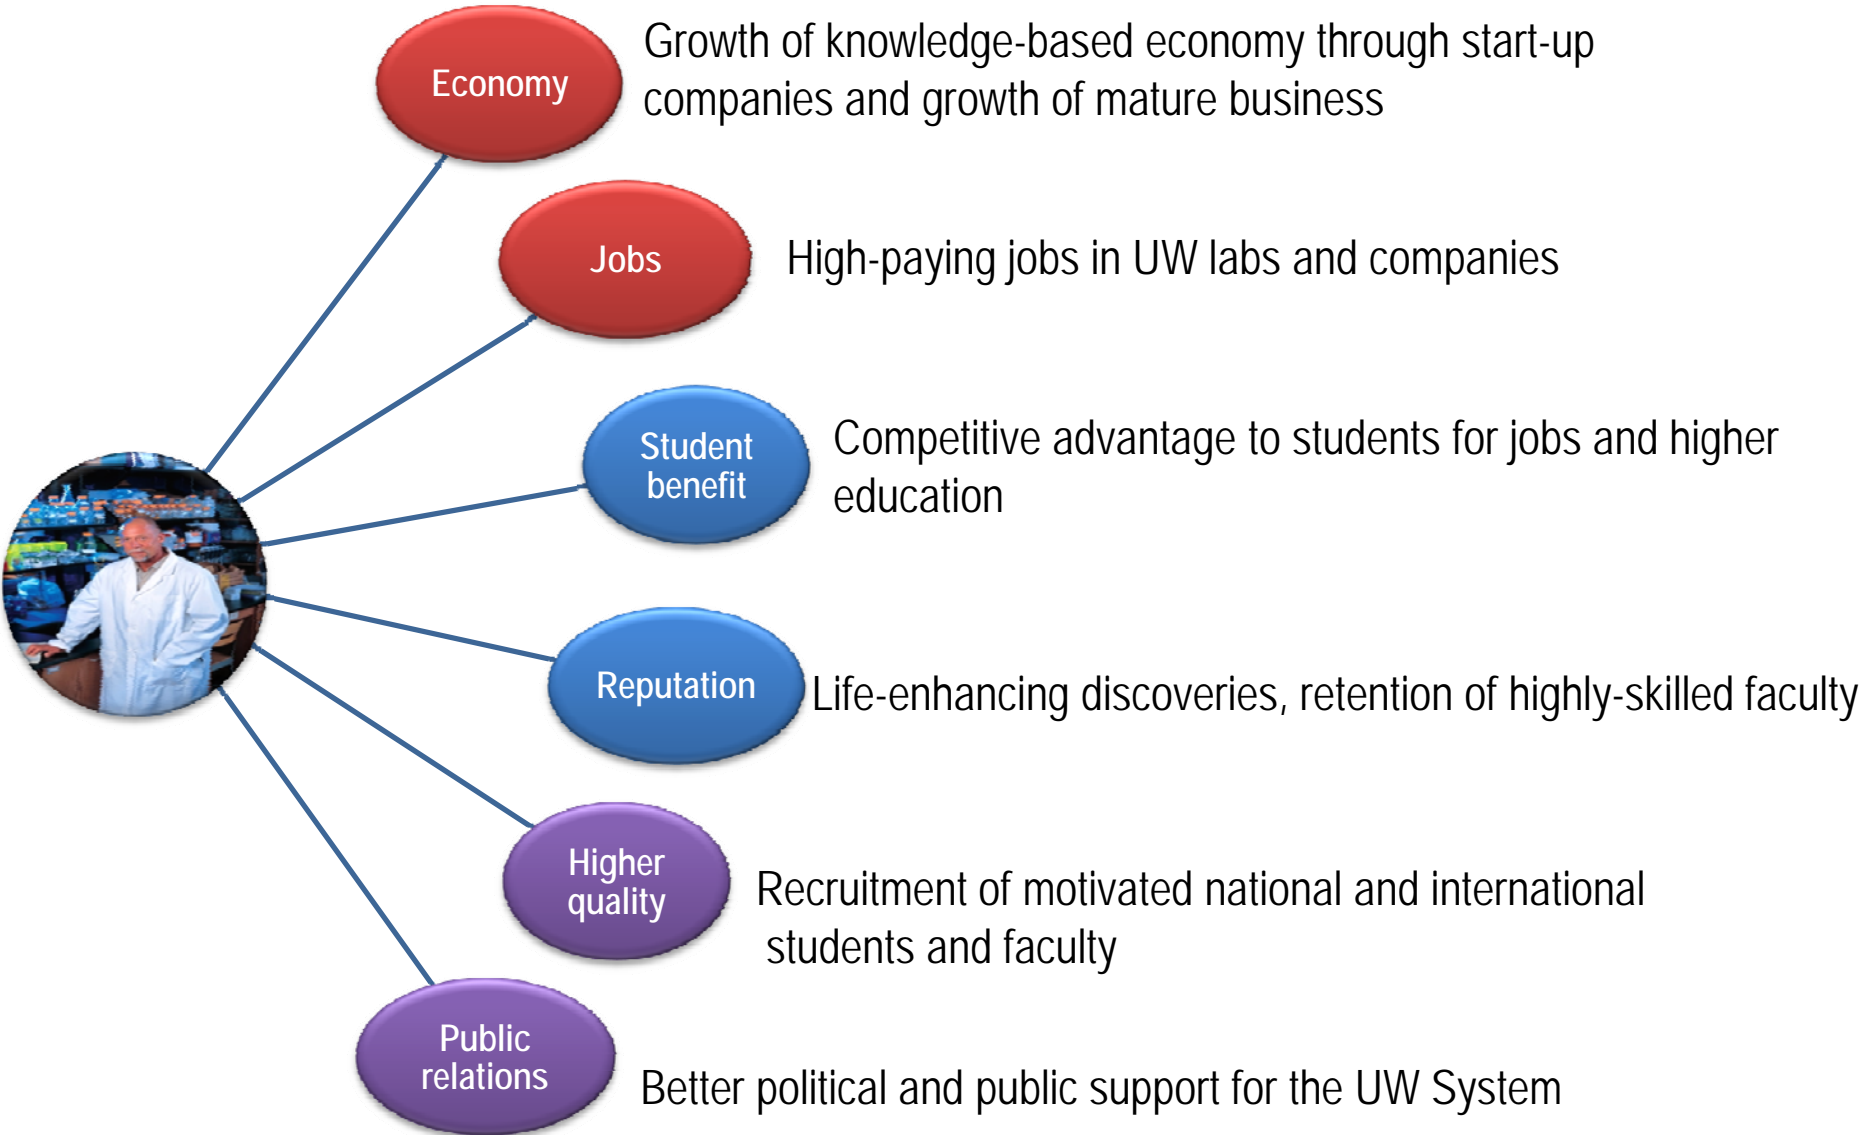 Economy
Growth of knowledge-based economy through start-up
companies and growth of mature business
Jobs
High-paying jobs in UW labs and companies
Student
benefit
Competitive advantage to students for jobs and higher
education
Reputation
Life-enhancing discoveries, retention of highly-skilled faculty
Higher
quality
Recruitment of motivated national and international
students and faculty
Public
relations
Better political and public support for the UW System